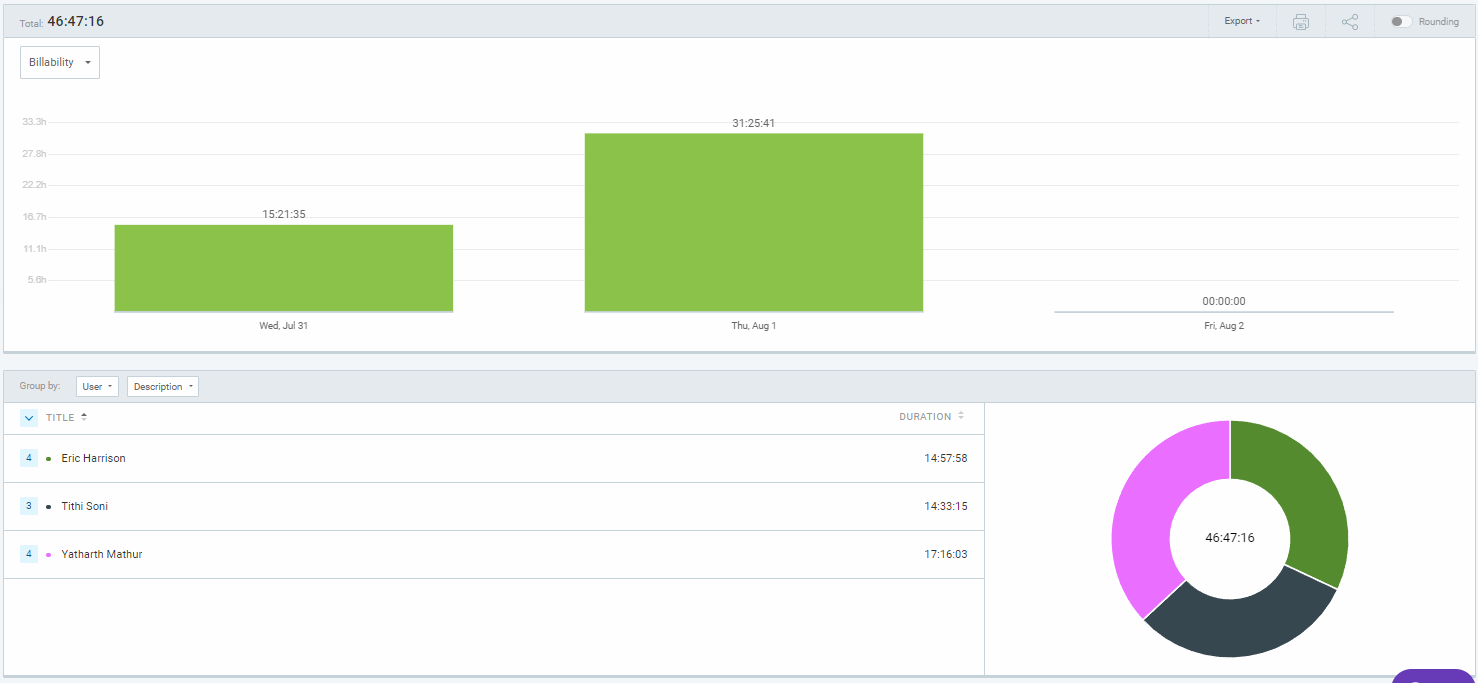 Total: 46:47:16 Export Rounding
Billability
33.3h
27.8h
22.2h
16.7h
11.1h
5.6h
15:21:35
31:25:41
00:00:00
Wed, Jul 31
Thu, Aug 1
Fri, Aug 2
Group by: User Description
TITLE DURATION
4 Eric Harrison 14:57:58
3 Tithi Soni 14:33:15
4 Yatharth Mathur 17:16:03
46:47:16